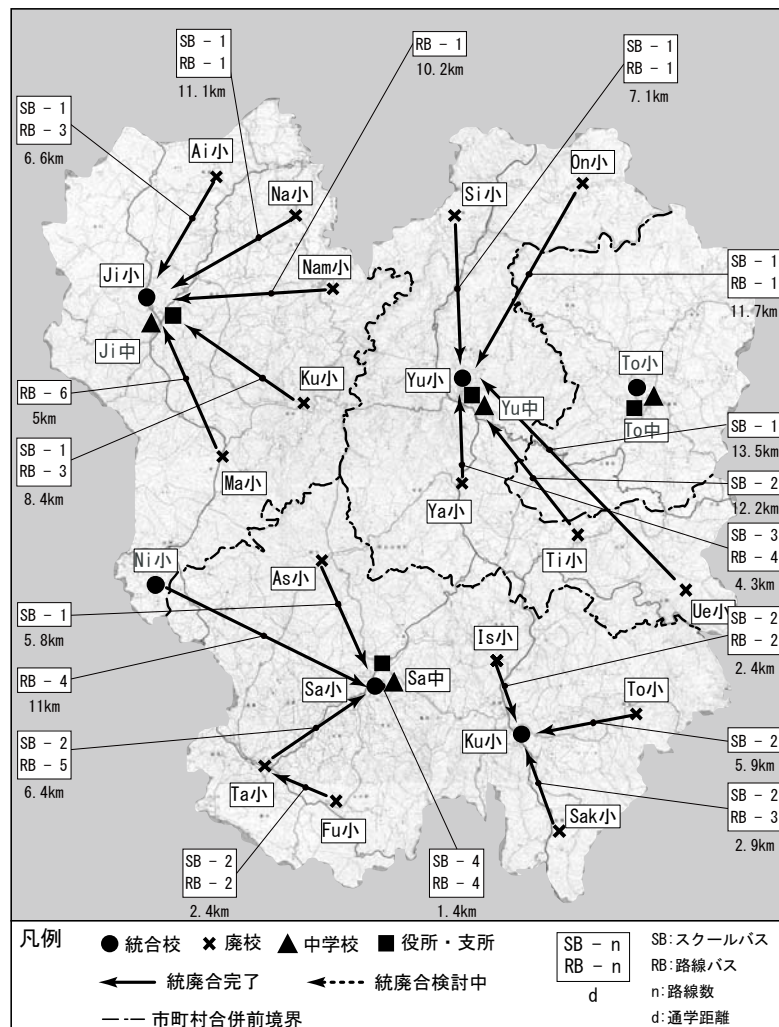 SB - 1
RB - 1
11.1km
RB - 1
10.2km
SB - 1
RB - 1
7.1km
SB - 1
RB - 3
6.6km
Ai小
Na小
Nam小
Ji小
Ji中
Ku小
Ma小
RB - 6
5km
SB - 1
RB - 3
8.4km
Si小
On小
SB - 1
RB - 1
11.7km
Yu小
Yu中
To小
To中
Ya小
Ti小
Ue小
SB - 1
13.5km
SB - 2
12.2km
SB - 3
RB - 4
4.3km
Ni小
As小
SB - 1
5.8km
RB - 4
11km
SB - 2
RB - 5
6.4km
Sa小
Sa中
Ta小
Fu小
SB - 2
RB - 2
2.4km
SB - 4
RB - 4
1.4km
Is小
To小
Ku小
Sak小
SB - 2
RB - 2
2.4km
SB - 2
5.9km
SB - 2
RB - 3
2.9km
凡例
統合校
廃校
中学校
役所・支所
統廃合完了
統廃合検討中
市町村合併前境界
SB - n
RB - n
d
SB:スクールバス
RB:路線バス
n:路線数
d:通学距離